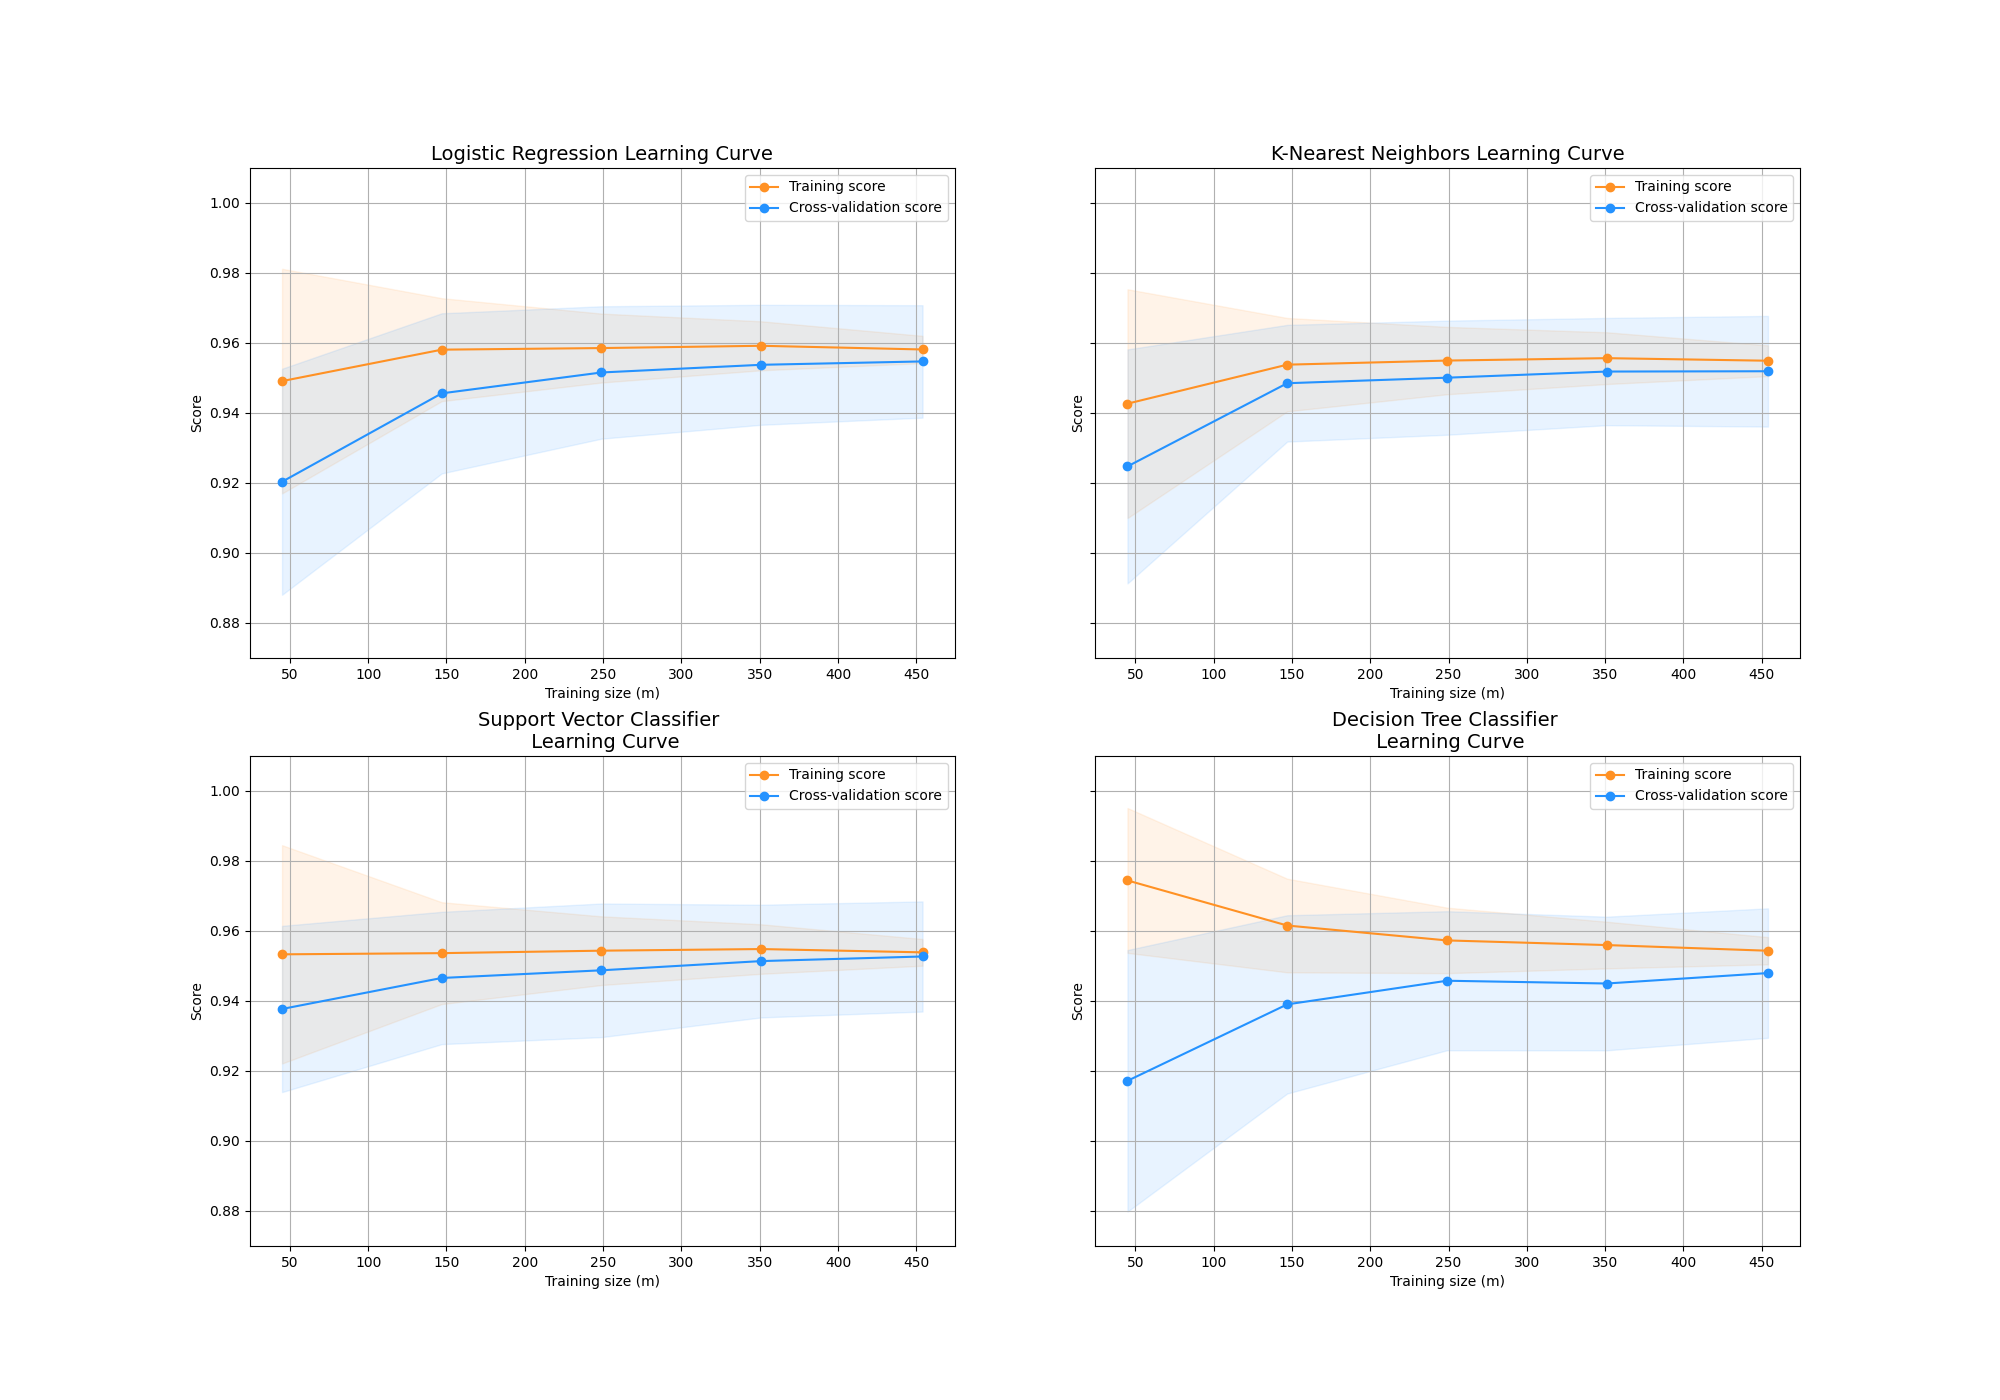 Logistic Regression Learning Curve
Training score
Cross-validation score
1.00
0.98
0.96
0.94
0.92
0.90
0.88
Score
50 100 150 200 250 300 350 400 450
Training size (m)
K-Nearest Neighbors Learning Curve
Training score
Cross-validation score
Score
50 100 150 200 250 300 350 400 450
Training size (m)
Support Vector Classifier
Learning Curve
Training score
Cross-validation score
1.00
0.98
0.96
0.94
0.92
0.90
0.88
Score
50 100 150 200 250 300 350 400 450
Training size (m)
Decision Tree Classifier
Learning Curve
Training score
Cross-validation score
Score
50 100 150 200 250 300 350 400 450
Training size (m)